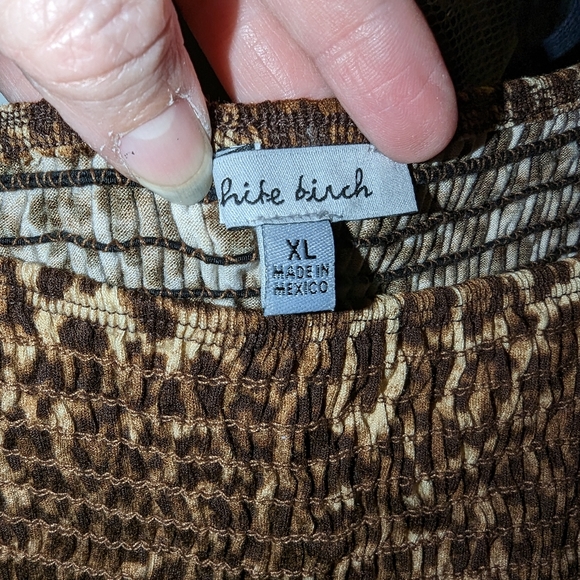 hite birch
XL
MADE IN
MEXICO